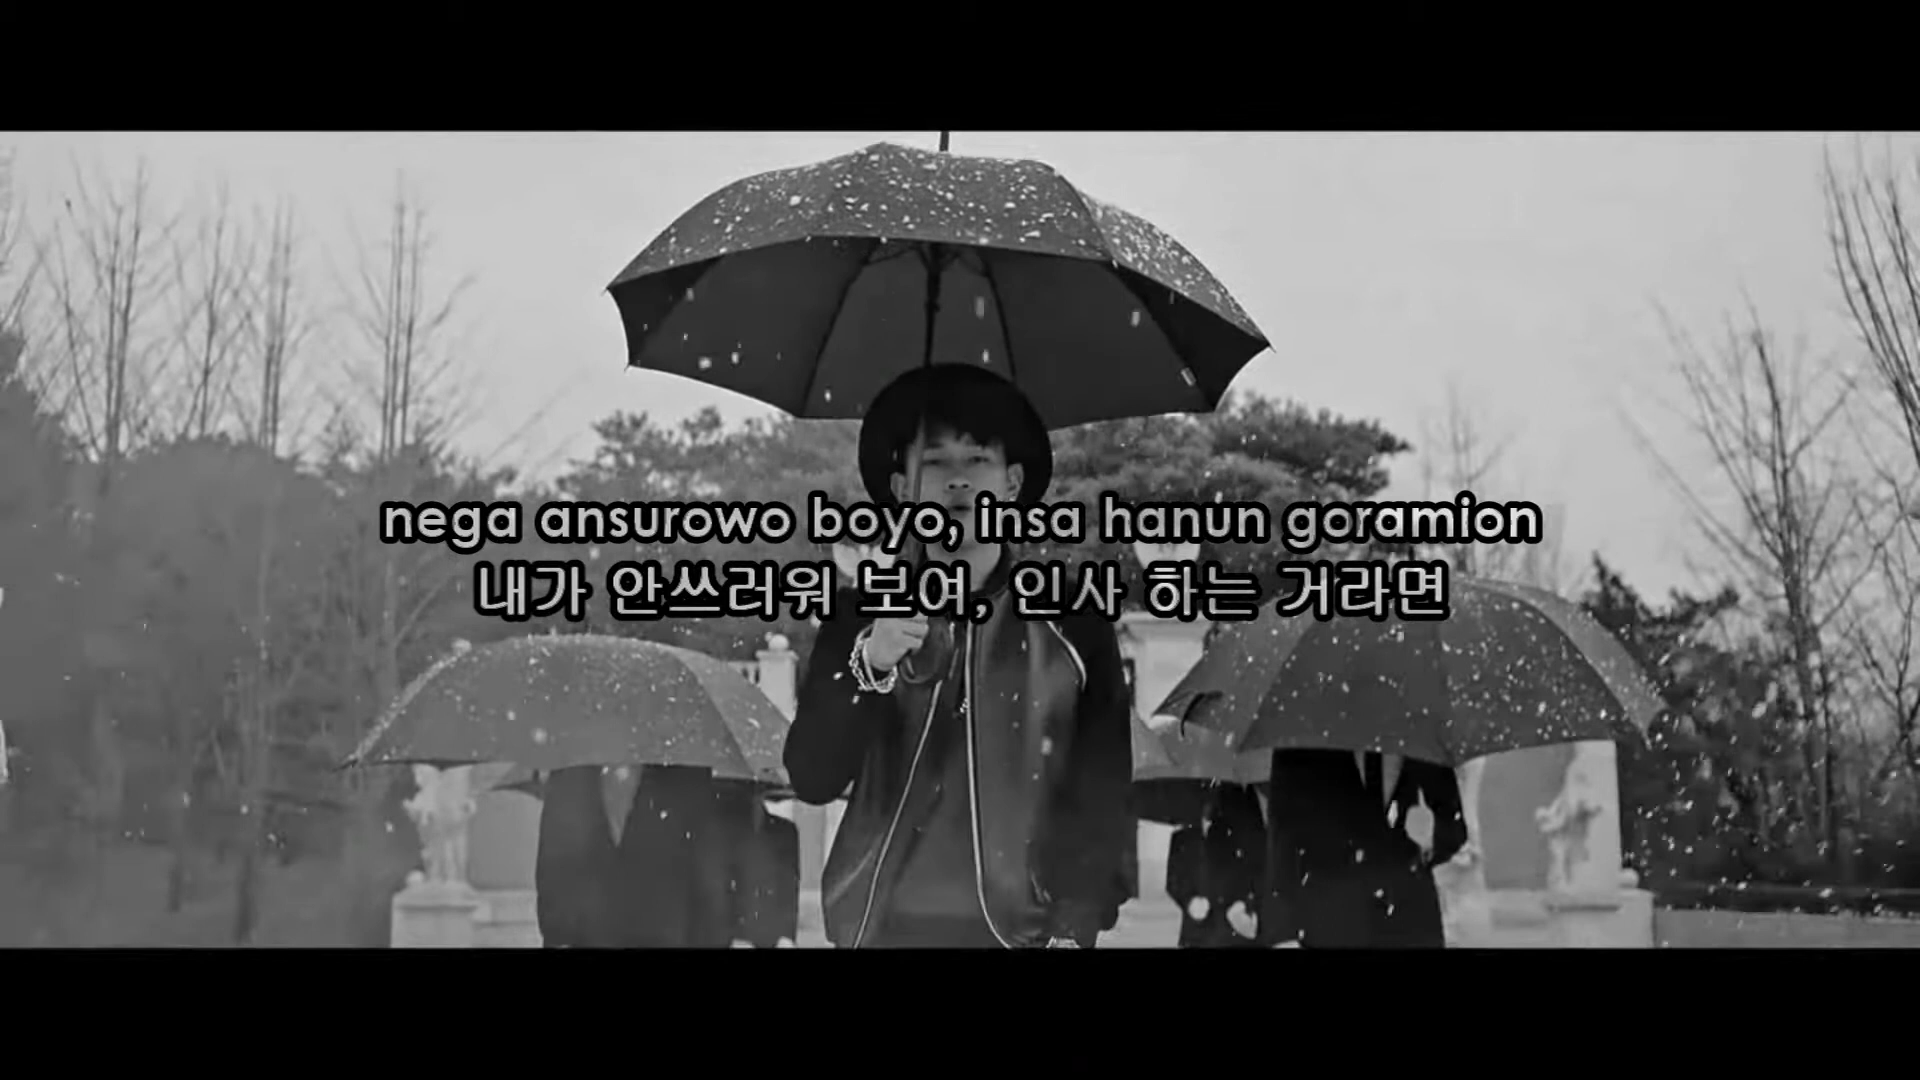 nega ansurowo boyo, insa hanun goramion
내가 안쓰러워 보여, 인사 하는 거라면